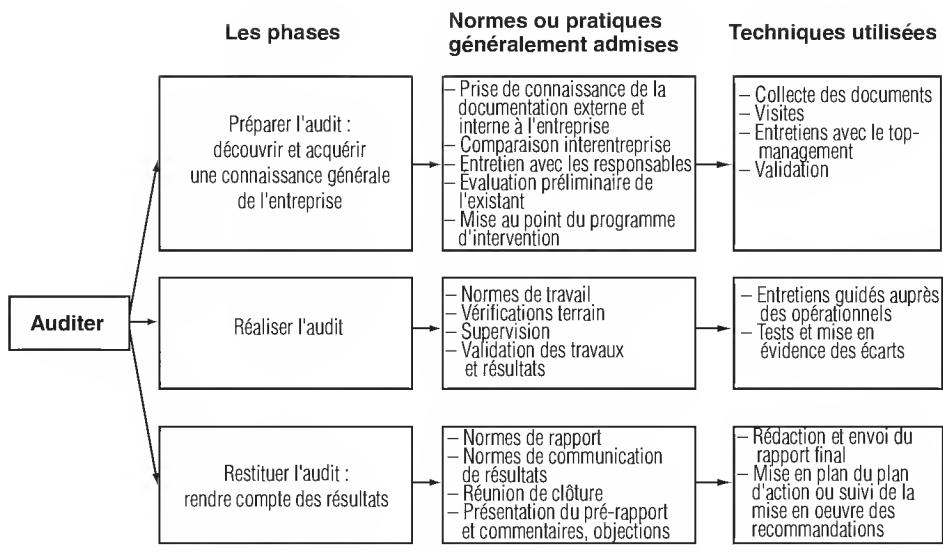 Les phases
Normes ou pratiques
généralement admises
Techniques utilisées
Auditer
Préparer l'audit :
découvrir et acquérir
une connaissance générale
de l'entreprise
– Prise de connaissance de la
documentation externe et
interne à l'entreprise
– Comparaison interentreprise
– Entretien avec les responsables
– Évaluation préliminaire de
l'existant
– Mise au point du programme
d'intervention
– Collecte des documents
– Visites
– Entretiens avec le top-
management
– Validation
Réaliser l'audit
– Normes de travail
– Vérifications terrain
– Supervision
– Validation des travaux
et résultats
– Entretiens guidés auprès
des opérationnels
– Tests et mise en
évidence des écarts
Restituer l'audit :
rendre compte des résultats
– Normes de rapport
– Normes de communication
de résultats
– Réunion de clôture
– Présentation du pré-rapport
et commentaires, objections
– Rédaction et envoi du
rapport final
– Mise en plan du plan
d'action ou suivi de la
mise en oeuvre des
recommandations